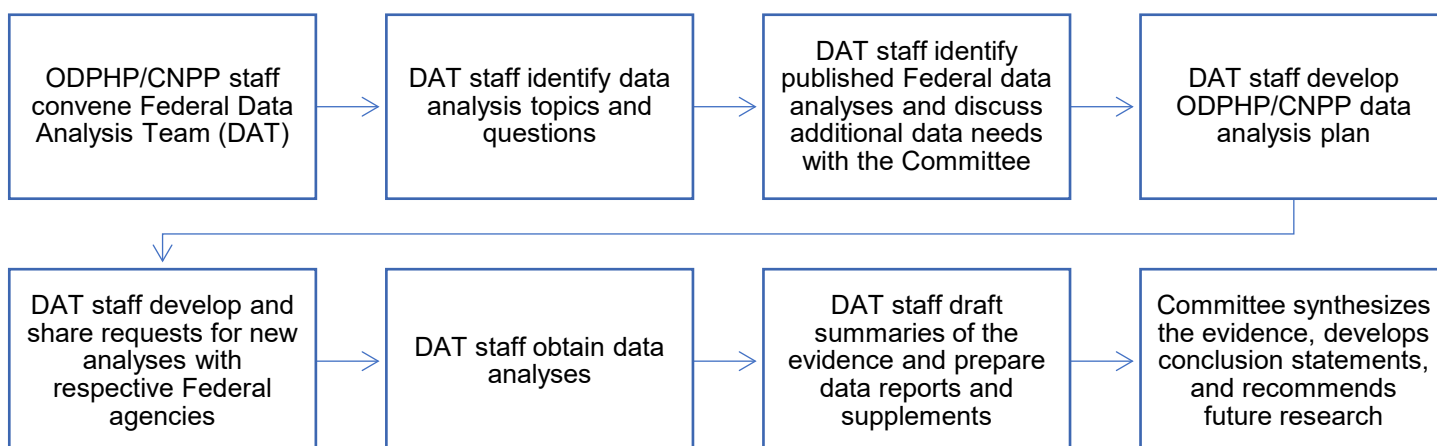 ODPHP/CNPP staff
convene Federal Data
Analysis Team (DAT)
DAT staff identify data
analysis topics and
questions
DAT staff identify
published Federal data
analyses and discuss
additional data needs
with the Committee
DAT staff develop
ODPHP/CNPP data
analysis plan
DAT staff develop and
share requests for new
analyses with
respective Federal
agencies
DAT staff obtain data
analyses
DAT staff draft
summaries of the
evidence and prepare
data reports and
supplements
Committee synthesizes
the evidence, develops
conclusion statements,
and recommends
future research